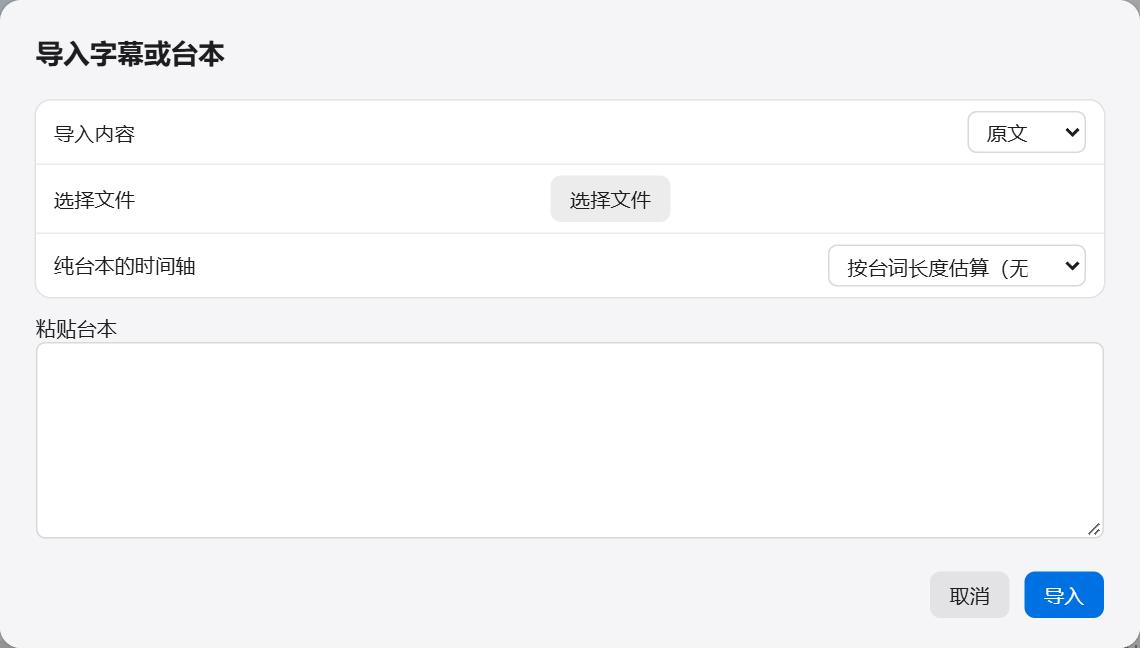 导入字幕或台本
导入内容
原文
选择文件
选择文件
纯台本的时间轴
按台词长度估算（无
粘贴台本
取消
导入